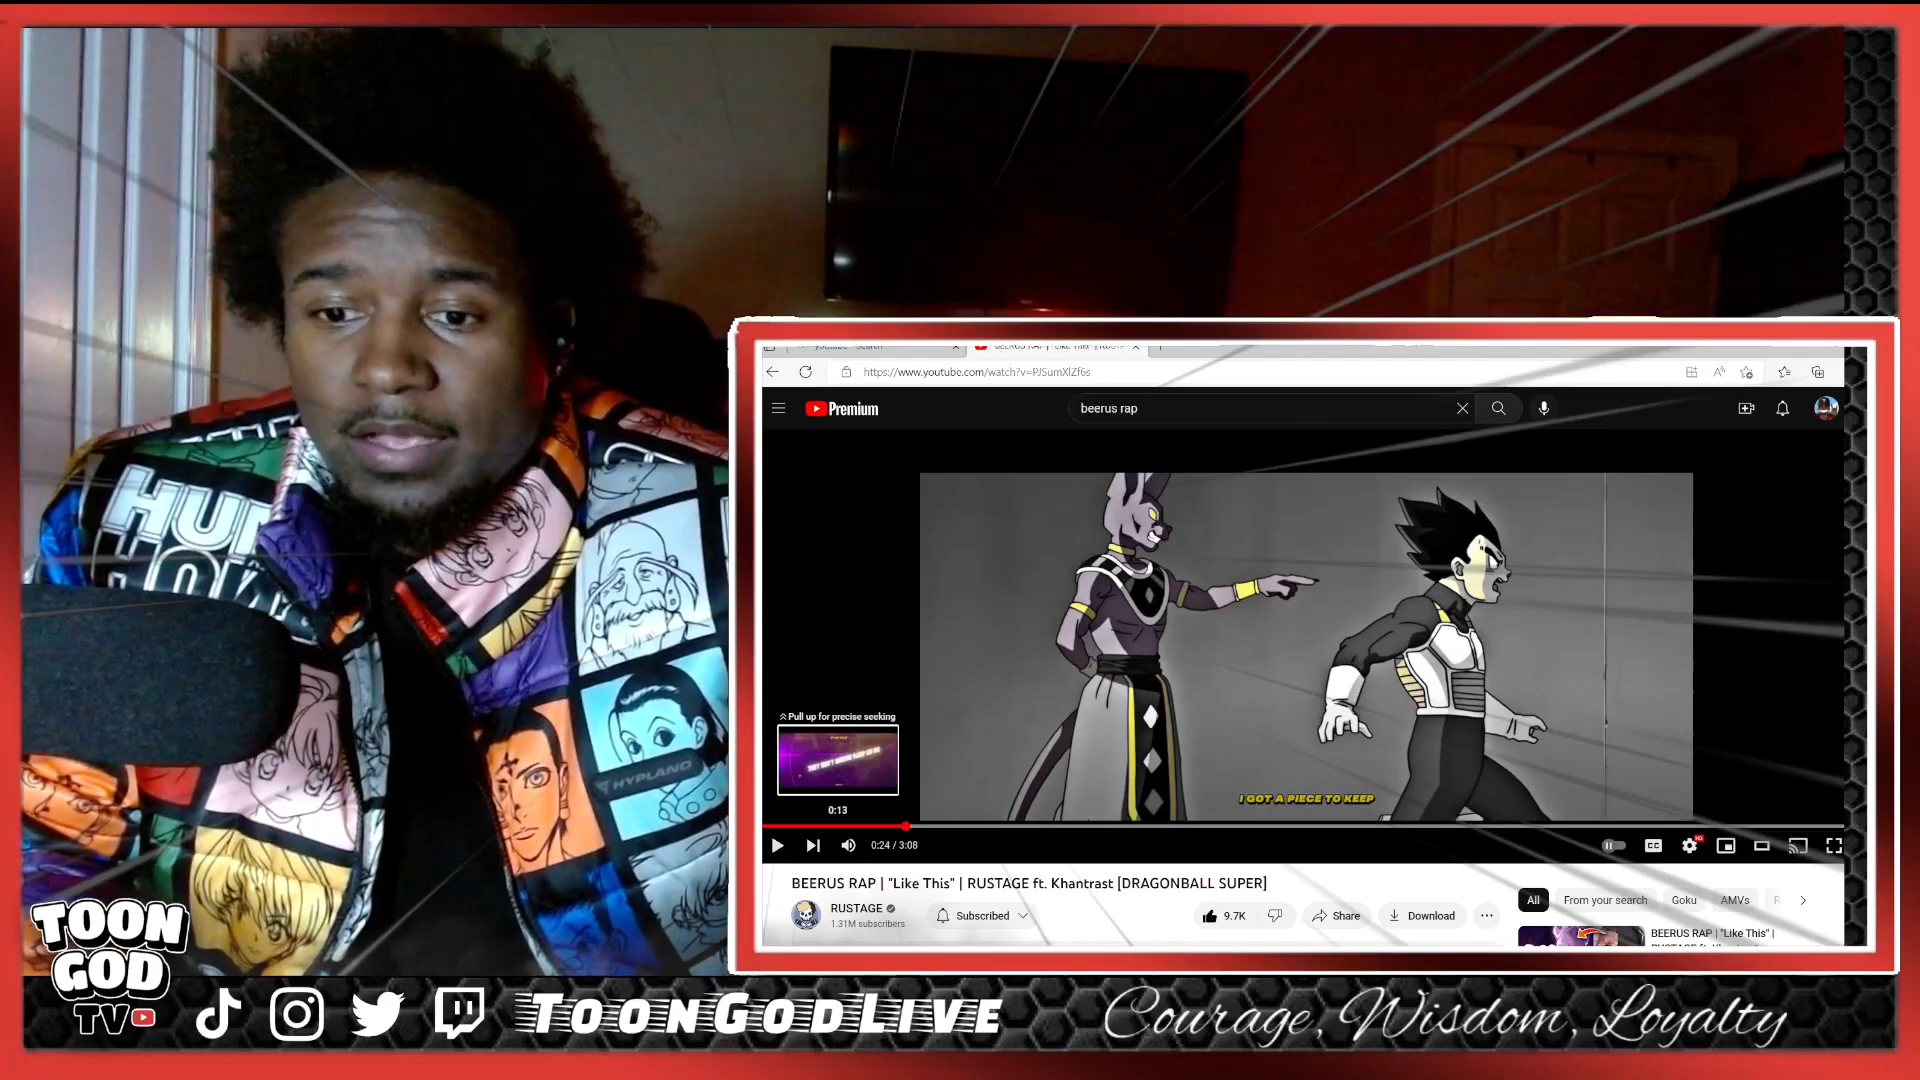 https://www.youtube.com/watch?v=PJSumXlZf6s
Premium
beerus rap
HYPLAND
Pull up for precise seeking
0:13
I GOT A PIECE TO KEEP
0:24 / 3:08
CC
HD
BEERUS RAP | "Like This" | RUSTAGE ft. Khantrast [DRAGONBALL SUPER]
RUSTAGE
1.31M subscribers
Subscribed
9.7K
Share
Download
All
From your search
Goku
AMVs
BEERUS RAP | "Like This" |
TOON
GOD
TV
TOONGODLIVE
Courage, Wisdom, Loyalty